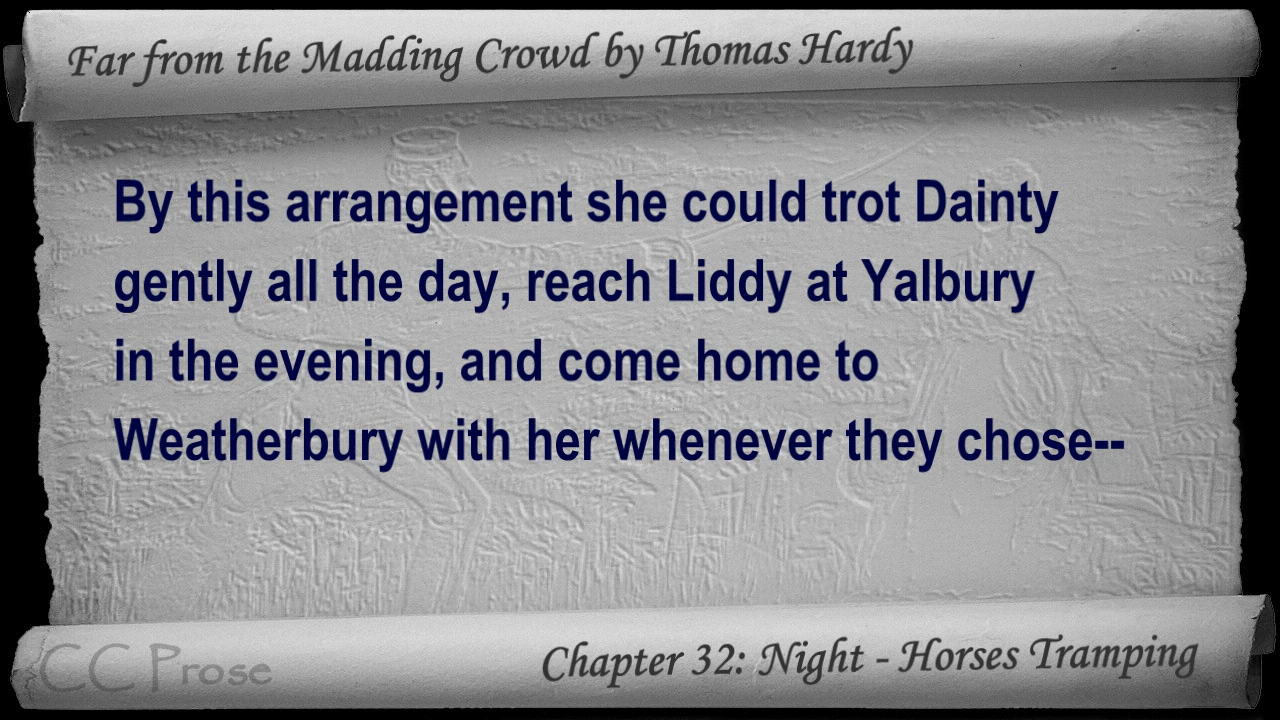 Far from the Madding Crowd by Thomas Hardy
By this arrangement she could trot Dainty
gently all the day, reach Liddy at Yalbury
in the evening, and come home to
Weatherbury with her whenever they chose--
CC Prose
Chapter 32: Night - Horses Tramping